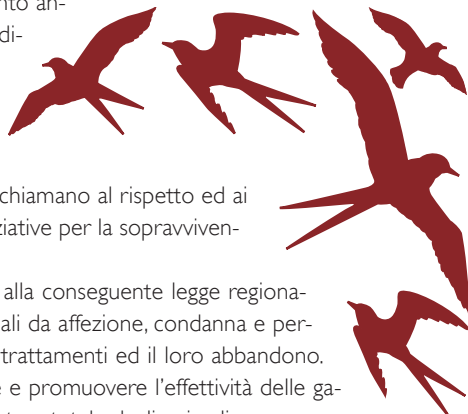 nto an-
di-
chiamano al rispetto ed ai
ziative per la sopravviven-
alla conseguente legge regiona-
ali da affezione, condanna e per-
trattamenti ed il loro abbandono.
e e promuovere l'effettività delle ga-